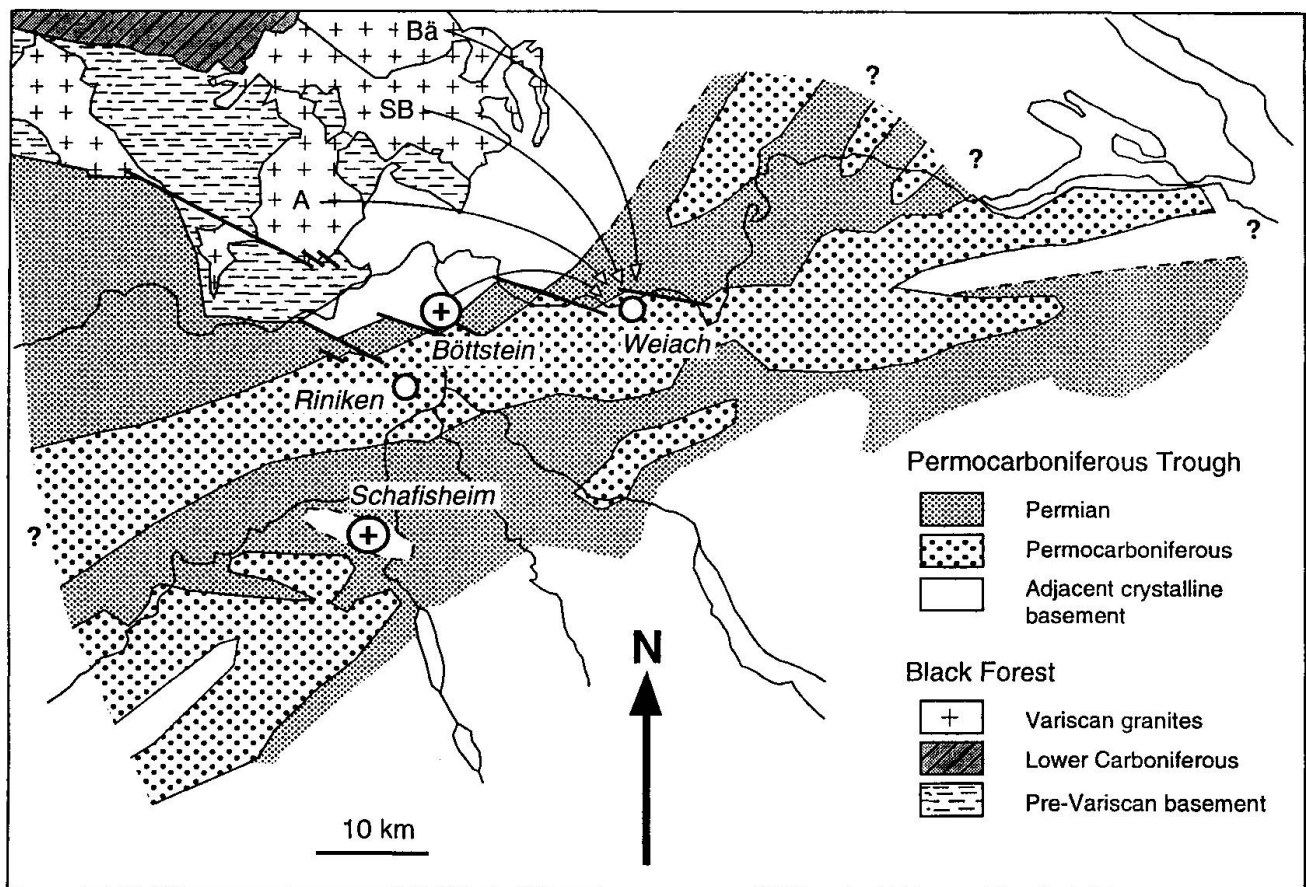 Bä
?
SB
?
A
?
Böttstein
Weiach
Riniken
Schafisheim
?
N
10 km
Permocarboniferous Trough
Permian
Permocarboniferous
Adjacent crystalline
basement
Black Forest
+ Variscan granites
Lower Carboniferous
Pre-Variscan basement